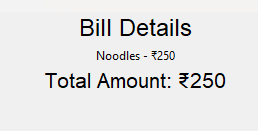 Bill Details
Noodles - ₹250
Total Amount: ₹250